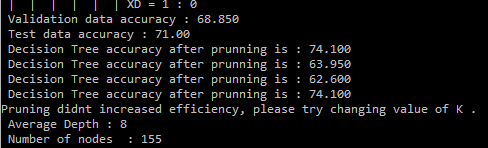 | | | | | | XD = 1 : 0
Validation data accuracy : 68.850
Test data accuracy : 71.00
Decision Tree accuracy after prunning is : 74.100
Decision Tree accuracy after prunning is : 63.950
Decision Tree accuracy after prunning is : 62.600
Decision Tree accuracy after prunning is : 74.100
Pruning didnt increased efficiency, please try changing value of K .
Average Depth : 8
Number of nodes : 155